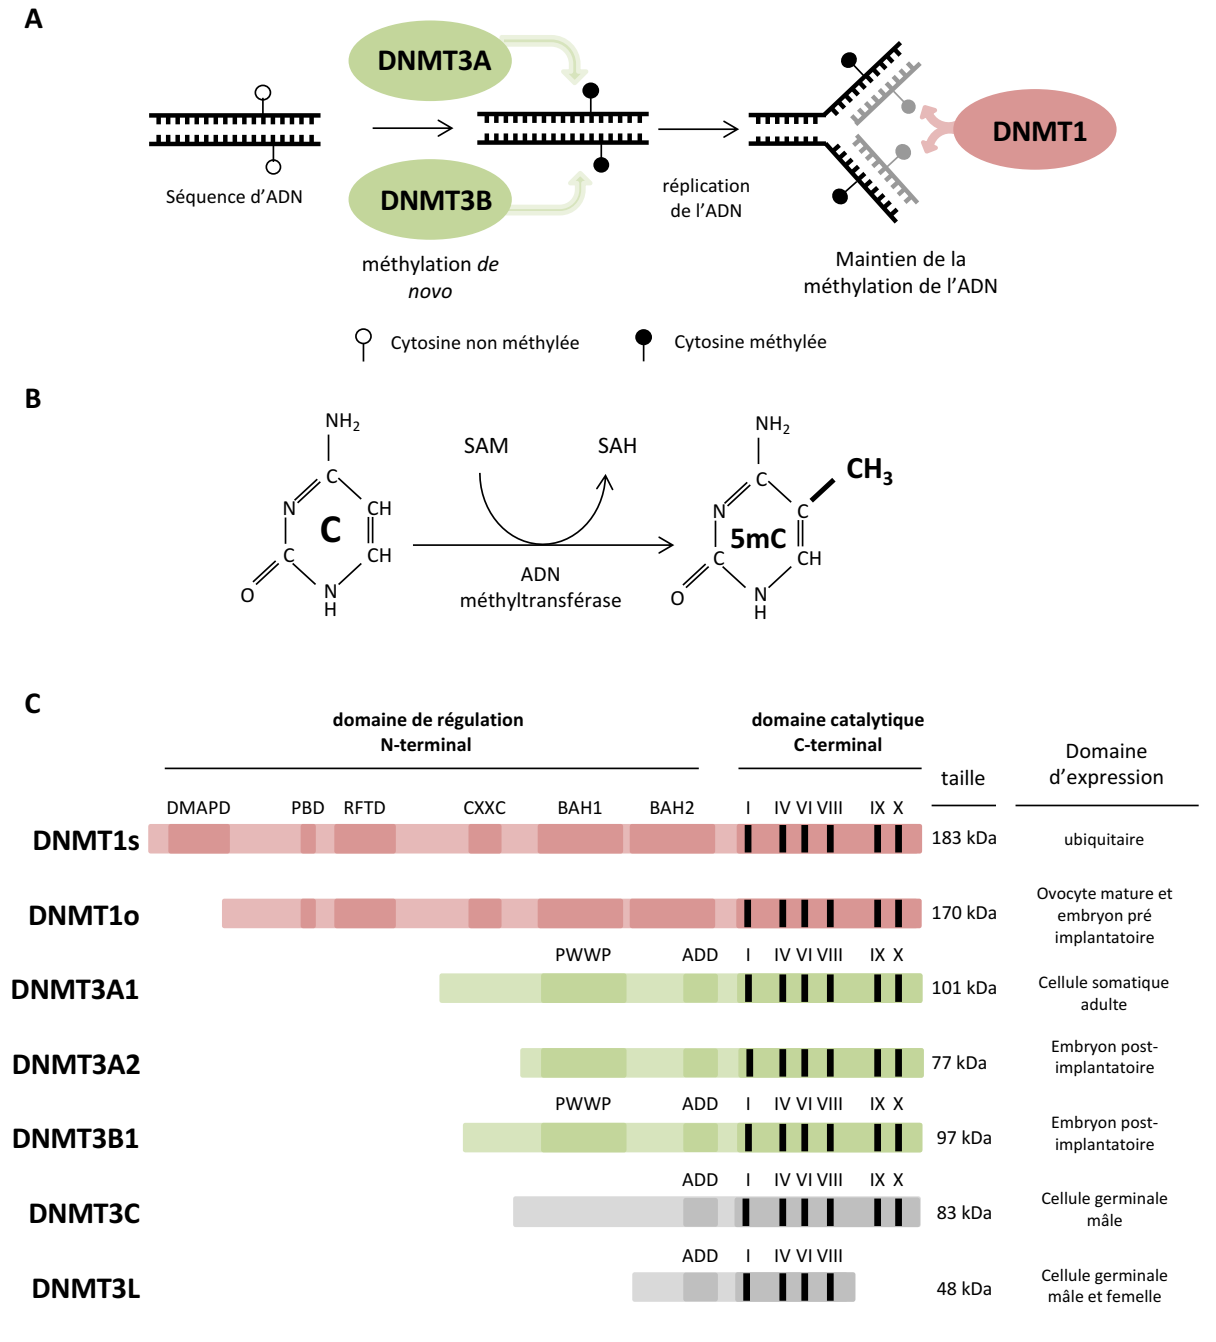 A
DNMT3A
DNMT3B
DNMT1
Séquence d'ADN
méthylation de
novo
réplication
de l'ADN
Maintien de la
méthylation de l'ADN
Cytosine non méthylée
Cytosine méthylée
B
NH2
C
N
CH
C
C
CH
O
N
H
SAM
SAH
ADN
méthyltransférase
NH2
C
CH3
N
C
5mC
C
CH
O
N
H
C
domaine de régulation
N-terminal
domaine catalytique
C-terminal
taille
Domaine
d'expression
DMAPD PBD RFTD CXXC BAH1 BAH2 I IV VI VIII IX X
DNMT1s
183 kDa
ubiquitaire
DNMT1o
170 kDa
Ovocyte mature et
embryon pré
implantatoire
PWWP ADD I IV VI VIII IX X
DNMT3A1
101 kDa
Cellule somatique
adulte
DNMT3A2
77 kDa
Embryon post-
implantatoire
PWWP ADD I IV VI VIII IX X
DNMT3B1
97 kDa
Embryon post-
implantatoire
ADD I IV VI VIII IX X
DNMT3C
83 kDa
Cellule germinale
mâle
ADD I IV VI VIII
DNMT3L
48 kDa
Cellule germinale
mâle et femelle